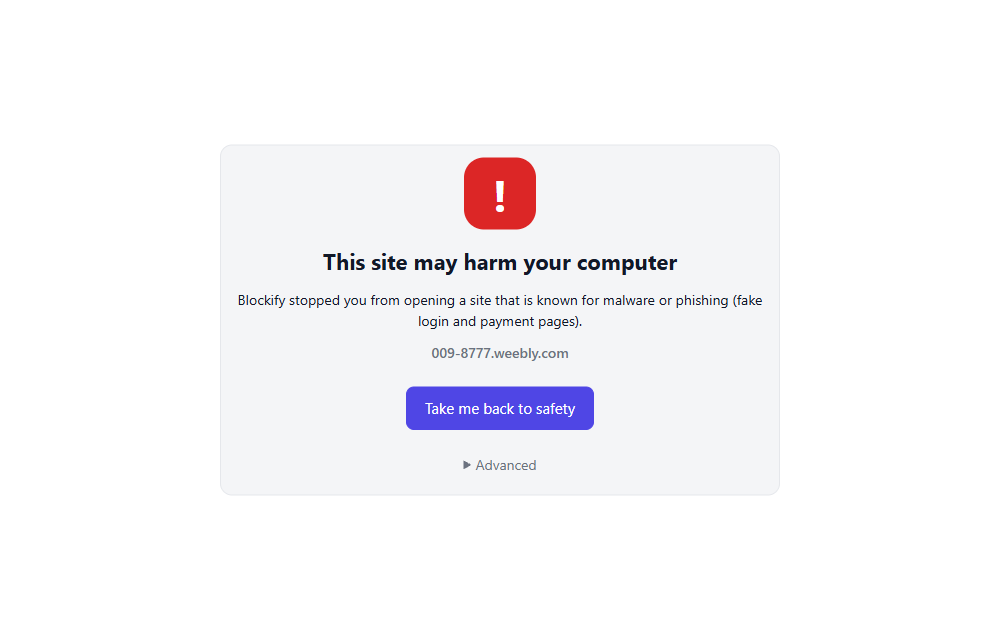 !
This site may harm your computer
Blockify stopped you from opening a site that is known for malware or phishing (fake
login and payment pages).
009-8777.weebly.com
Take me back to safety
▶ Advanced